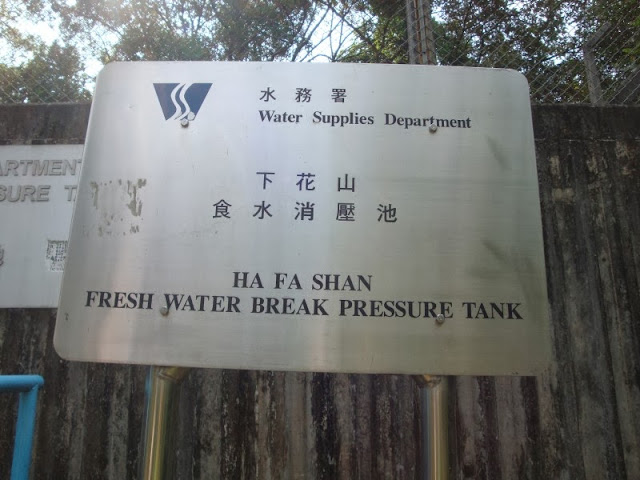 水務署
Water Supplies Department
下花山
食水消壓池
HA FA SHAN
FRESH WATER BREAK PRESSURE TANK